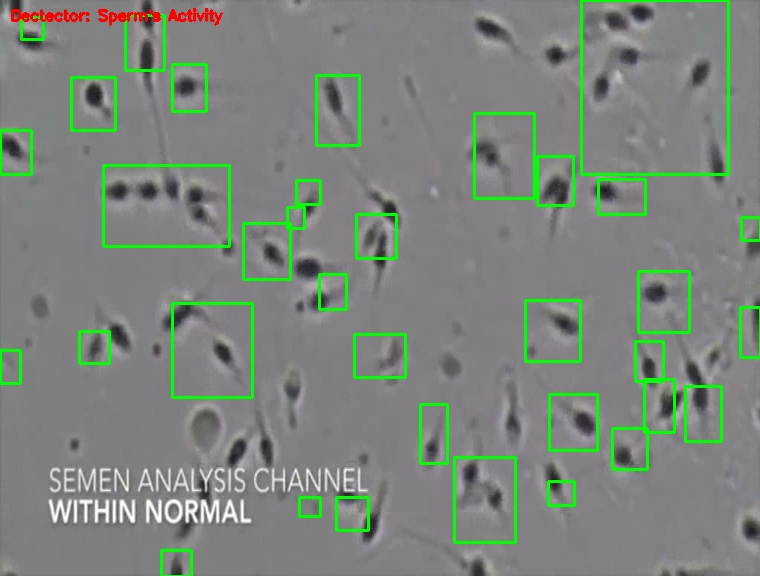 Dectector: Sperm's Activity
SEMEN ANALYSIS CHANNEL
WITHIN NORMAL